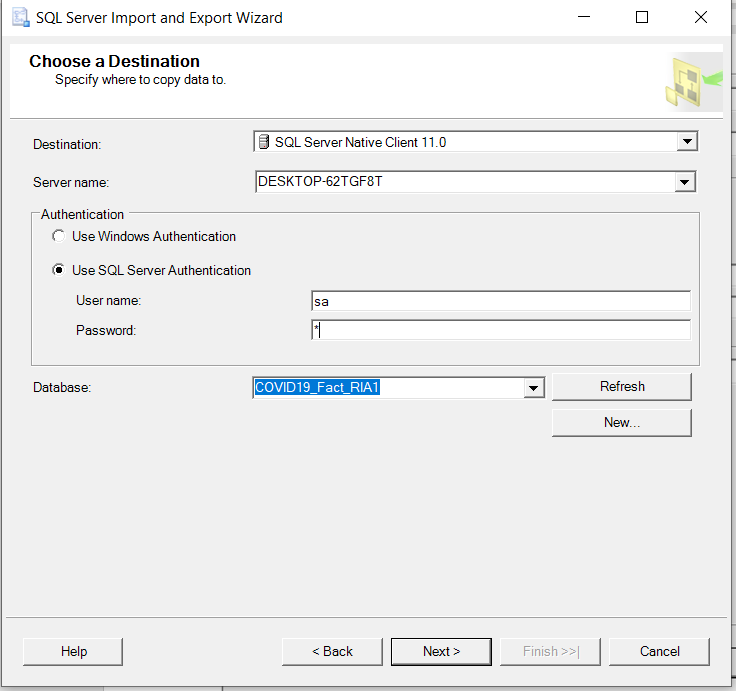 SQL Server Import and Export Wizard
Choose a Destination
Specify where to copy data to.
Destination: SQL Server Native Client 11.0
Server name: DESKTOP-62TGF8T
Authentication
Use Windows Authentication
Use SQL Server Authentication
User name: sa
Password: *
Database: COVID19_Fact_RIA1 Refresh
New...
Help < Back Next > Finish >>| Cancel